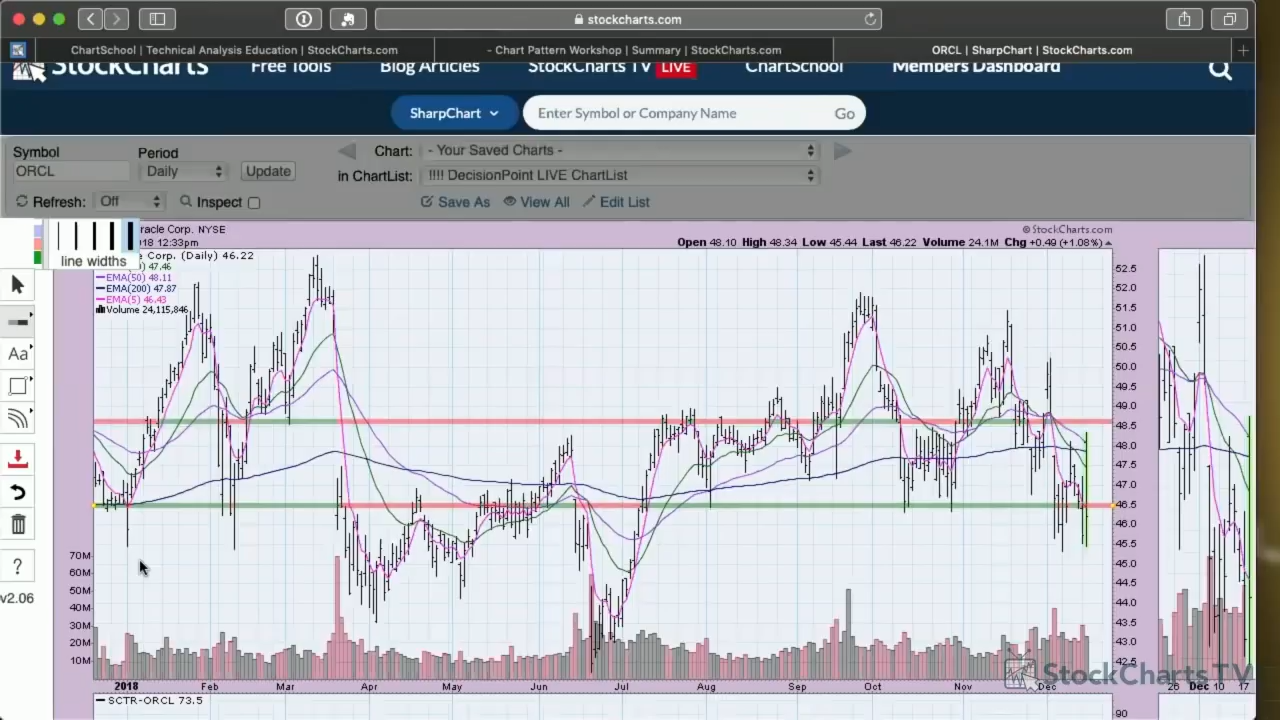 stockcharts.com
ChartSchool | Technical Analysis Education | StockCharts.com
- Chart Pattern Workshop | Summary | StockCharts.com
ORCL | SharpChart | StockCharts.com
StockCharts
Free Tools
Blog Articles
StockCharts TV LIVE
ChartSchool
Members Dashboard
SharpChart
Enter Symbol or Company Name
Go
Symbol
Period
Chart:
- Your Saved Charts -
ORCL
Daily
Update
in ChartList:
!!!! DecisionPoint LIVE ChartList
Refresh:
Off
Inspect
Save As
View All
Edit List
line widths
racle Corp. NYSE
© StockCharts.com
018 12:33pm
Open 48.10 High 48.34 Low 45.44 Last 46.22 Volume 24.1M Chg +0.49 (+1.08%)
Corp. (Daily) 46.22
47.46
EMA(50) 48.11
EMA(200) 47.87
EMA(5) 46.43
Volume 24,115,846
52.5
52.0
51.5
51.0
50.5
50.0
49.5
49.0
48.5
48.0
47.5
47.0
46.5
46.0
45.5
45.0
44.5
44.0
43.5
43.0
42.5
70M
60M
50M
40M
30M
20M
10M
Aa
?
v2.06
2018 Feb Mar Apr May Jun Jul Aug Sep Oct Nov Dec
26 Dec 10 17
StockChartsTV
SCTR-ORCL 73.5
90